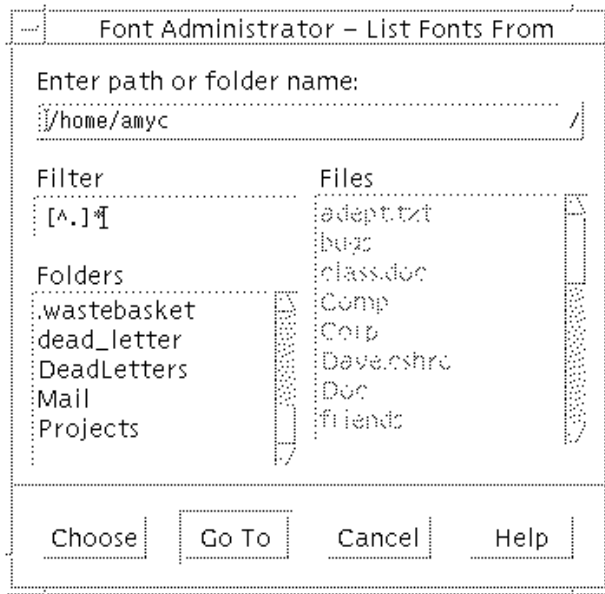 Font Administrator – List Fonts From
Enter path or folder name:
/home/amyc /
Filter
[^.]*
Folders
.wastebasket
dead_letter
DeadLetters
Mail
Projects
Files
adept.txt
bugs
class.doc
Comp
Corp
Dave.cshrc
Doc
friends
Choose
Go To
Cancel
Help